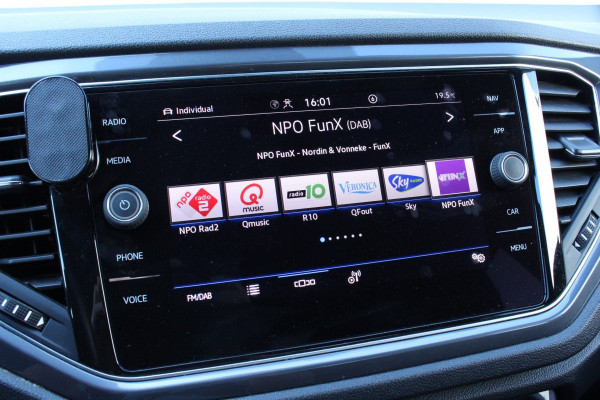 RADIO
MEDIA
PHONE
VOICE
Individual
16:01
19.5
NPO FunX (DAB)
NPO FunX - Nordin & Vonneke - FunX
npo radio 2
Q music
radio 10
VERONICA
Sky
FUNX
NPO Rad2
Qmusic
R10
QFout
Sky
NPO FunX
FM/DAB
NAV
APP
CAR
MENU